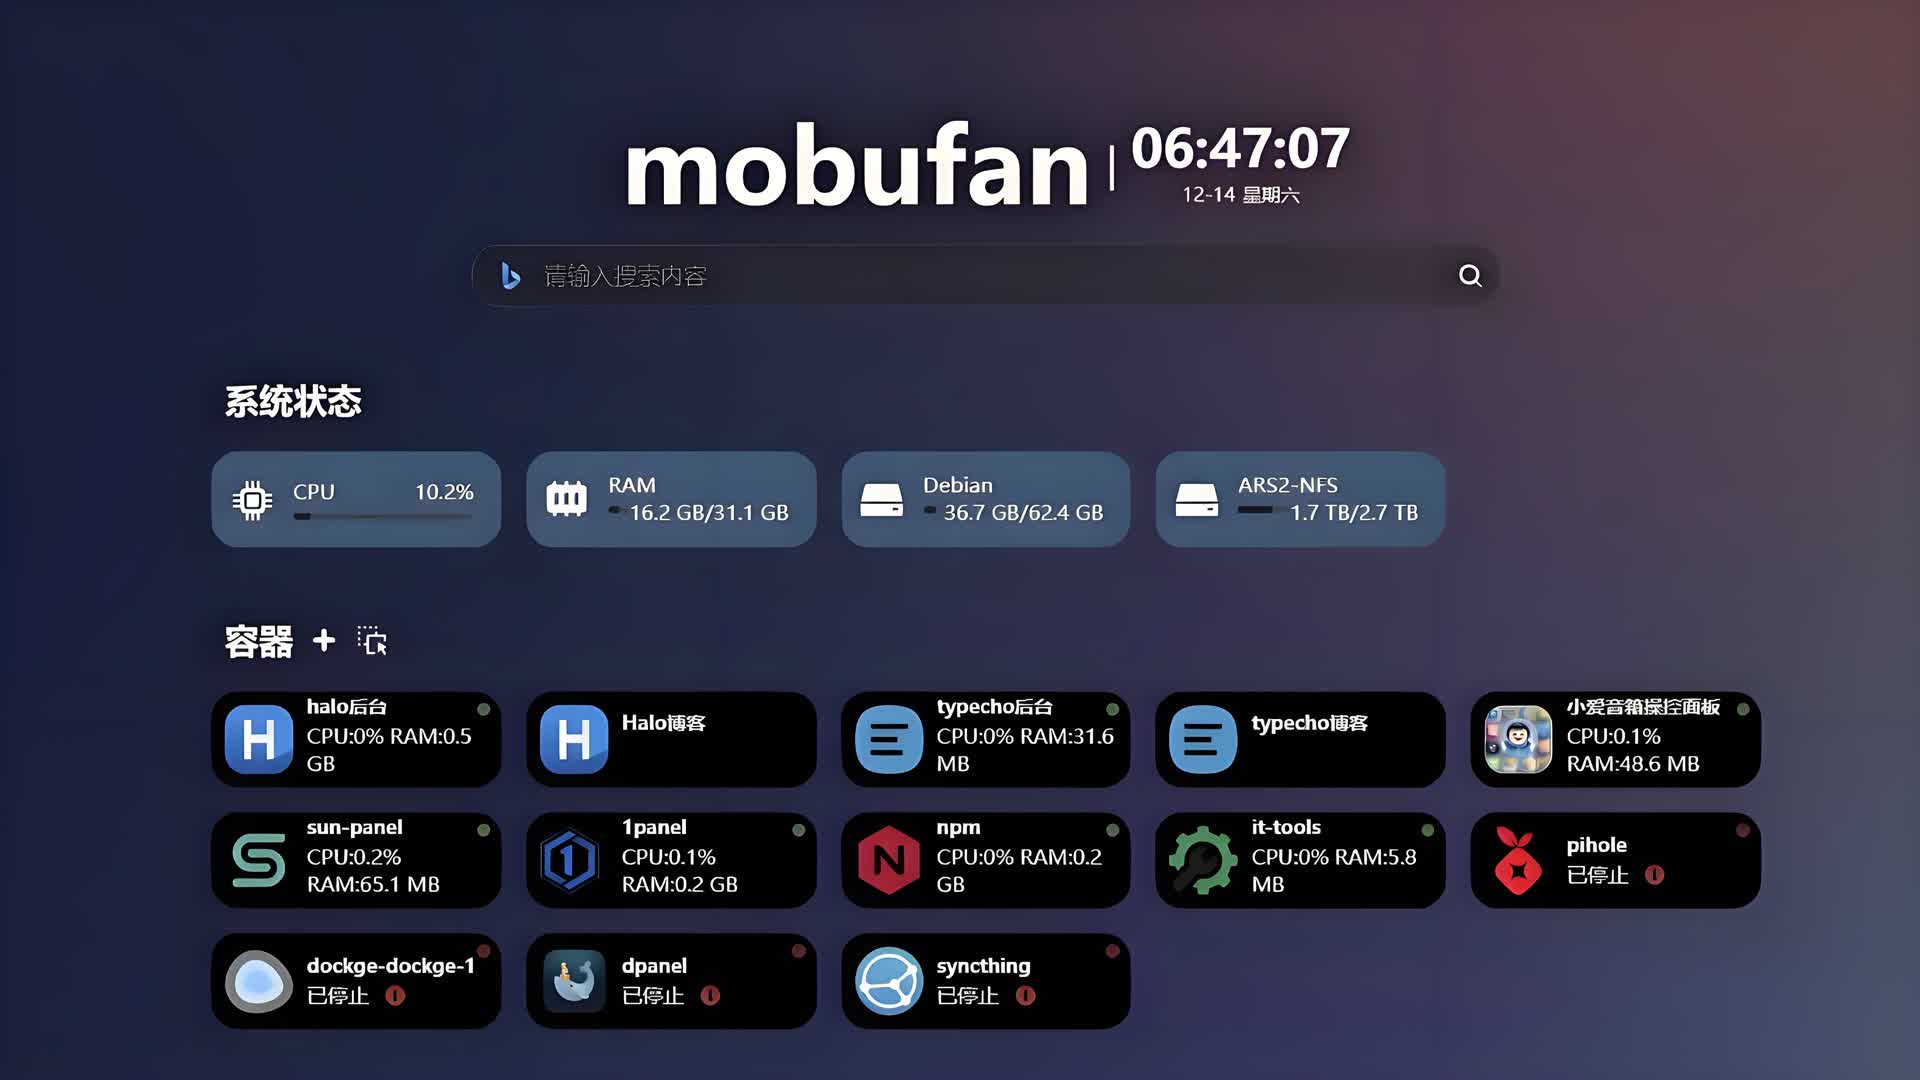 mobufan
06:47:07
12-14 星期六
请输入搜索内容
系统状态
CPU 10.2%
RAM
16.2 GB/31.1 GB
Debian
36.7 GB/62.4 GB
ARS2-NFS
1.7 TB/2.7 TB
容器
halo后台
CPU:0% RAM:0.5
GB
Halo博客
typecho后台
CPU:0% RAM:31.6
MB
typecho博客
小爱音箱操控面板
CPU:0.1%
RAM:48.6 MB
sun-panel
CPU:0.2%
RAM:65.1 MB
1panel
CPU:0.1%
RAM:0.2 GB
npm
CPU:0% RAM:0.2
GB
it-tools
CPU:0% RAM:5.8
MB
pihole
已停止
dockge-dockge-1
已停止
dpanel
已停止
syncthing
已停止